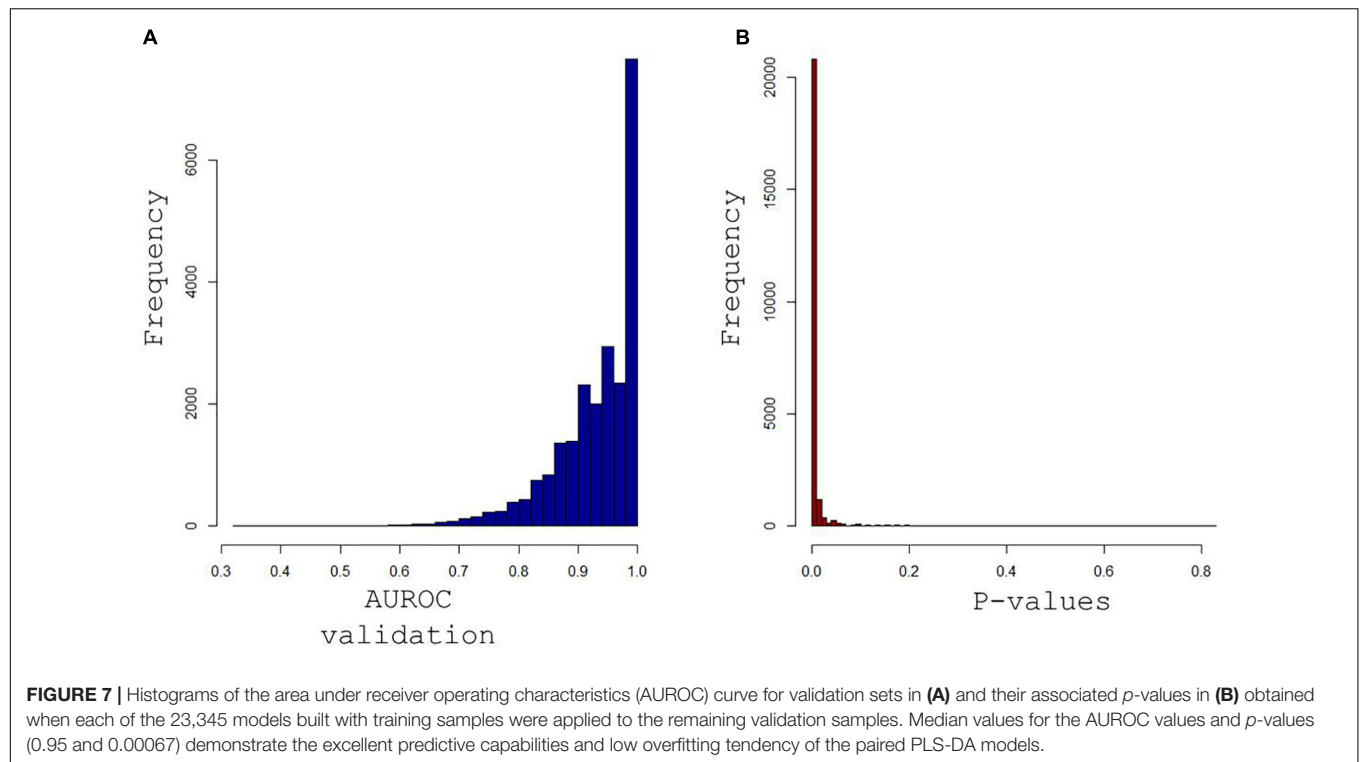 A
Frequency
0
2000
4000
6000
0.3 0.4 0.5 0.6 0.7 0.8 0.9 1.0
AUROC
validation
B
Frequency
0
5000
10000
15000
20000
0.0 0.2 0.4 0.6 0.8
P-values
FIGURE 7 | Histograms of the area under receiver operating characteristics (AUROC) curve for validation sets in (A) and their associated p-values in (B) obtained
when each of the 23,345 models built with training samples were applied to the remaining validation samples. Median values for the AUROC values and p-values
(0.95 and 0.00067) demonstrate the excellent predictive capabilities and low overfitting tendency of the paired PLS-DA models.